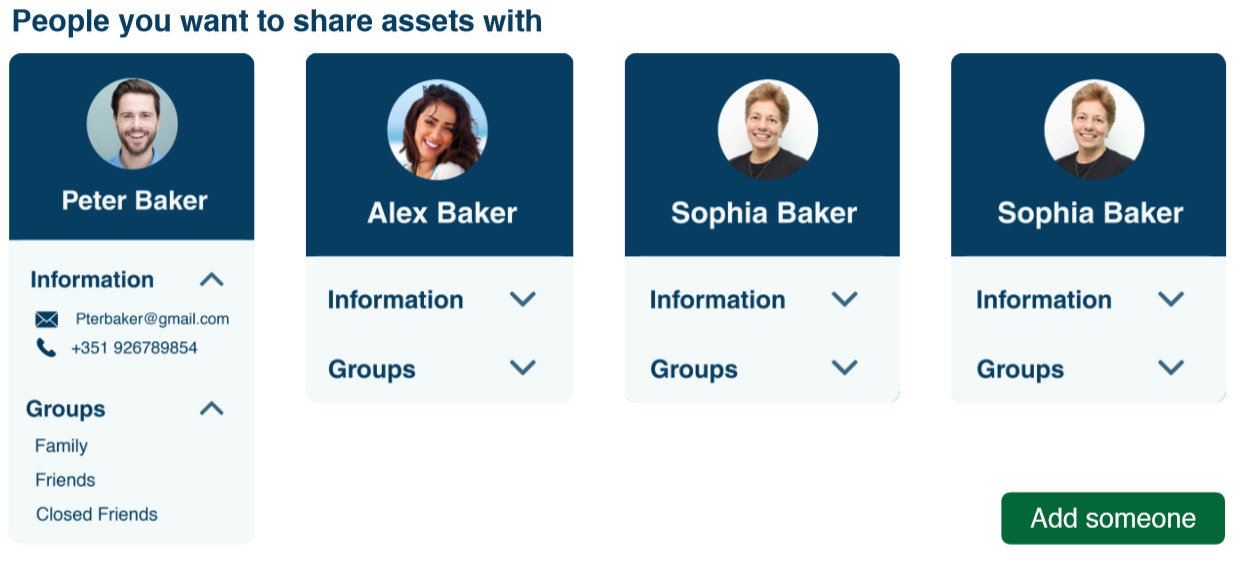 People you want to share assets with
Peter Baker
Information
Pterbaker@gmail.com
+351 926789854
Groups
Family
Friends
Closed Friends
Alex Baker
Information
Groups
Sophia Baker
Information
Groups
Sophia Baker
Information
Groups
Add someone